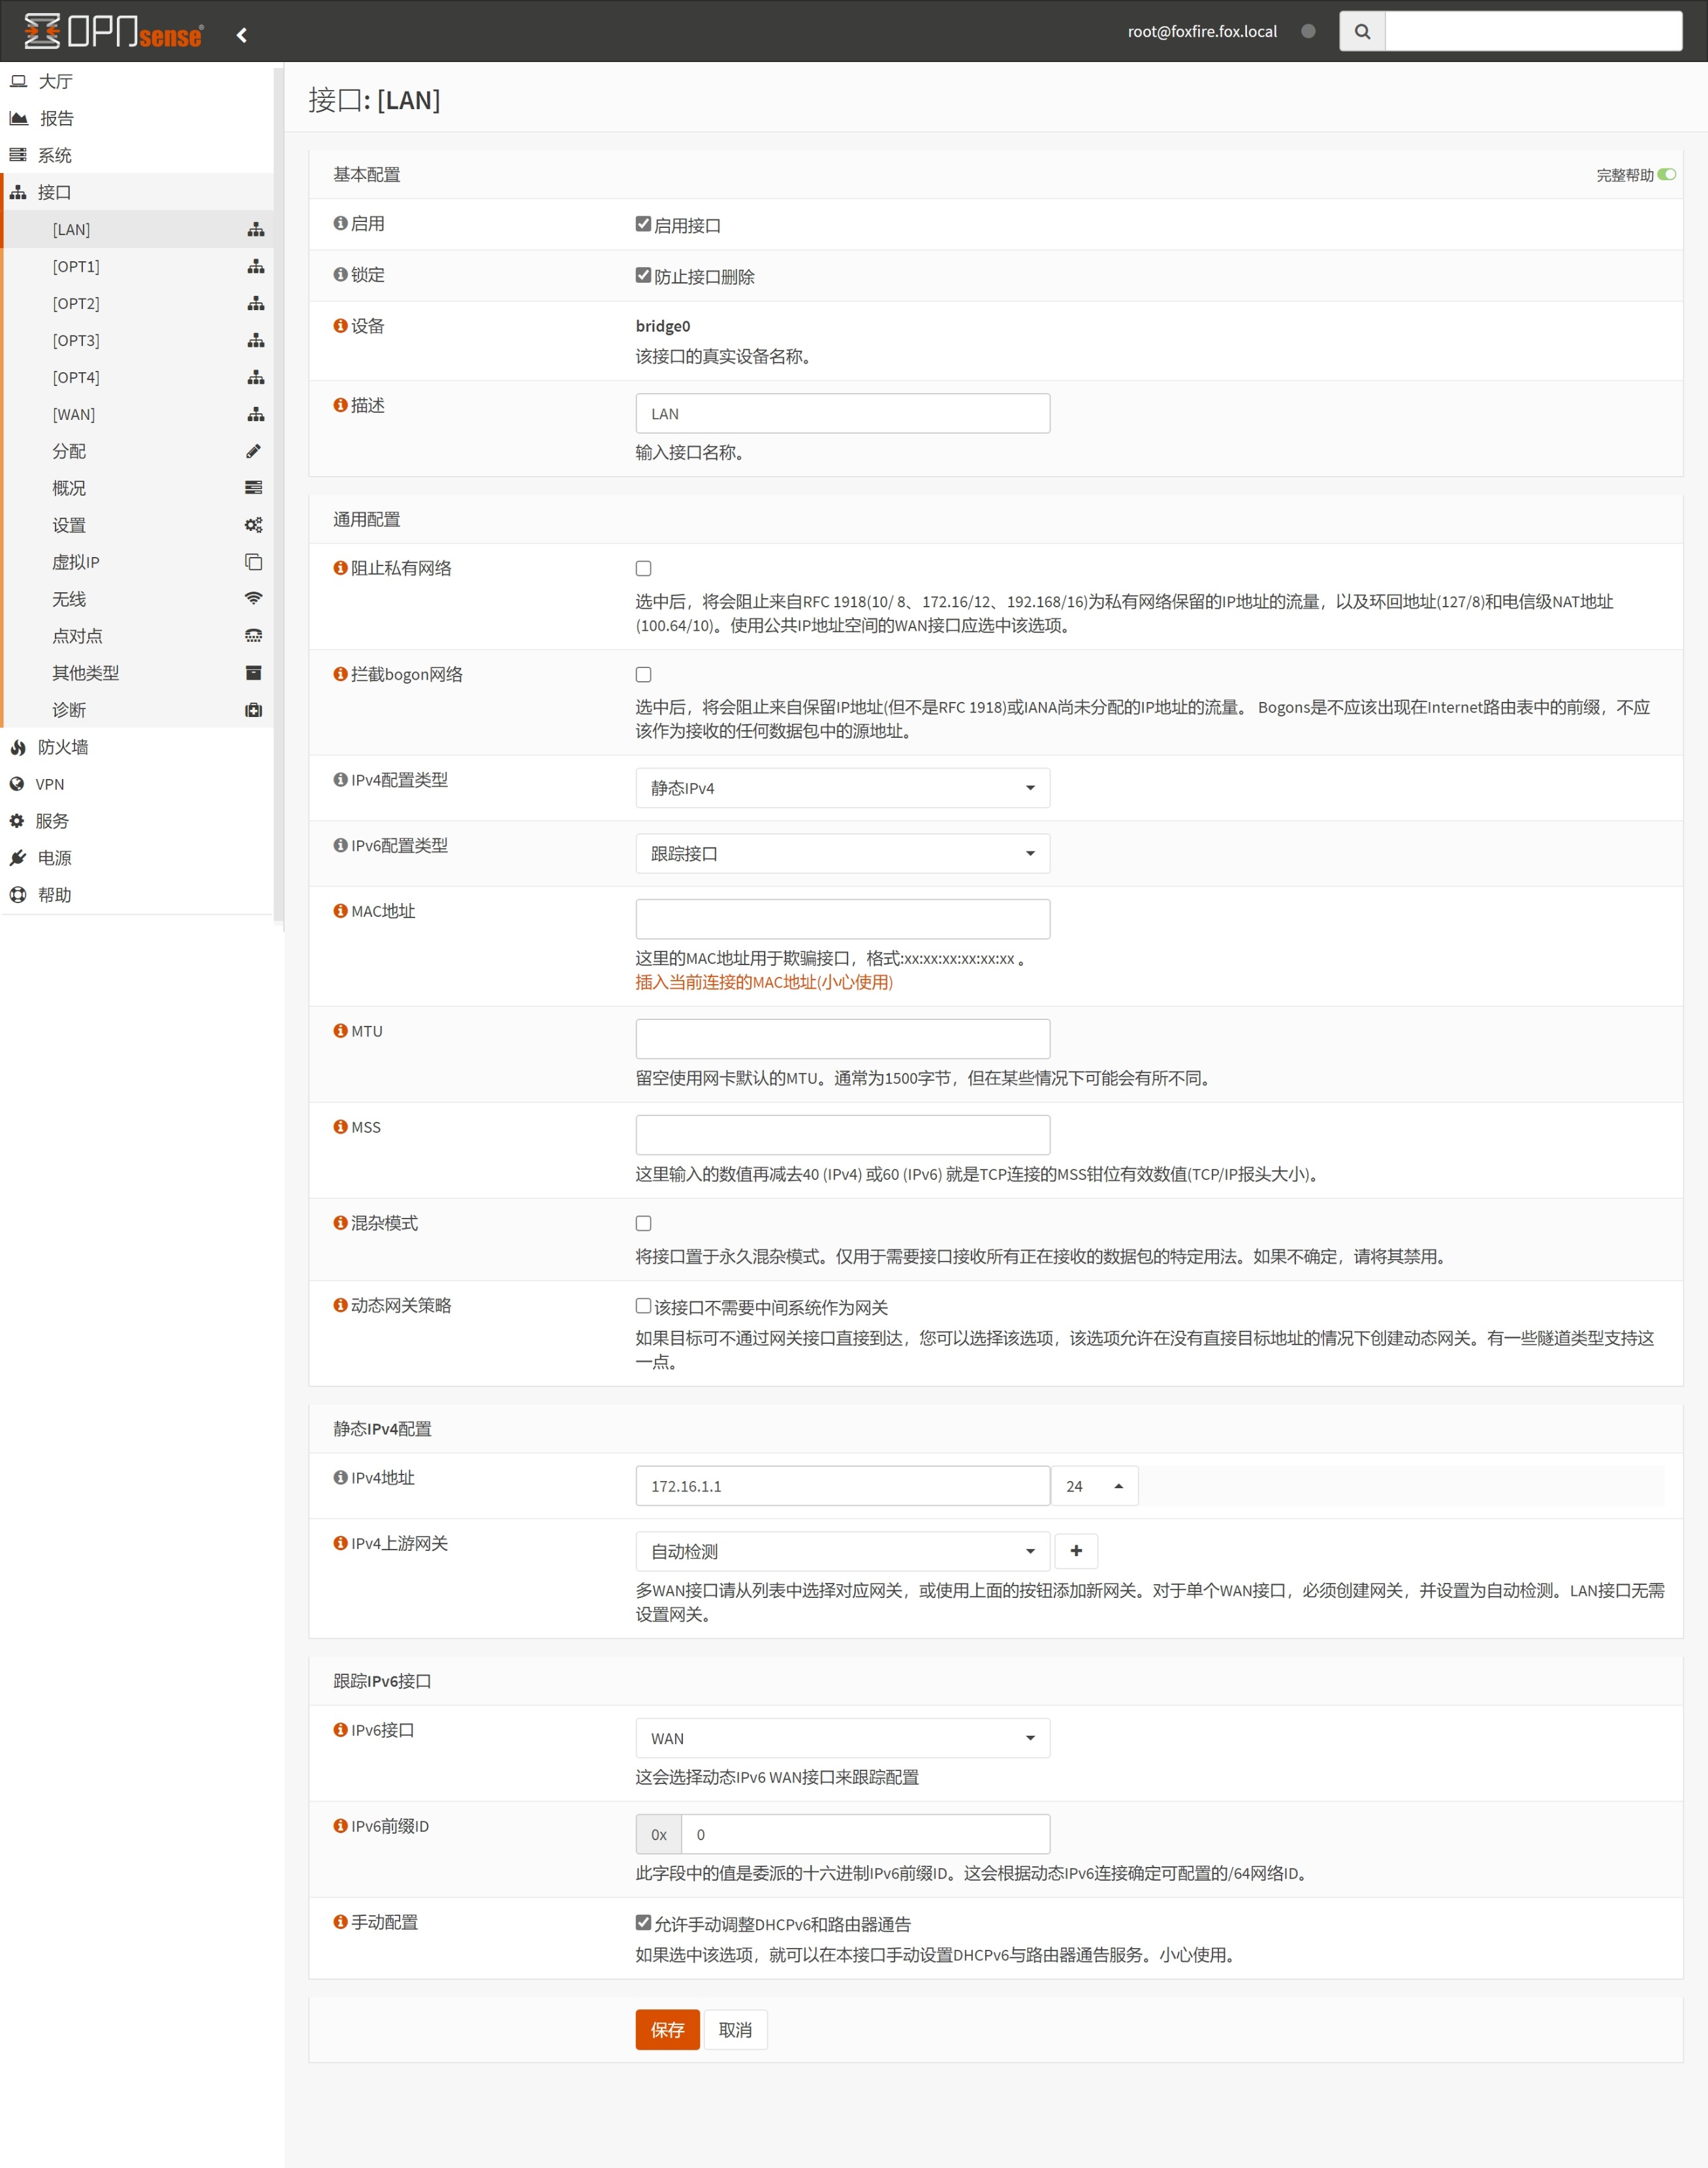 OPNsense®
root@foxfire.fox.local
大厅
报告
系统
接口
[LAN]
[OPT1]
[OPT2]
[OPT3]
[OPT4]
[WAN]
分配
概况
设置
虚拟IP
无线
点对点
其他类型
诊断
防火墙
VPN
服务
电源
帮助
接口: [LAN]
基本配置
完整帮助
启用
启用接口
锁定
防止接口删除
设备
bridge0
该接口的真实设备名称。
描述
LAN
输入接口名称。
通用配置
阻止私有网络
选中后，将会阻止来自RFC 1918(10/ 8、172.16/12、192.168/16)为私有网络保留的IP地址的流量，以及环回地址(127/8)和电信级NAT地址
(100.64/10)。使用公共IP地址空间的WAN接口应选中该选项。
拦截bogon网络
选中后，将会阻止来自保留IP地址(但不是RFC 1918)或IANA尚未分配的IP地址的流量。 Bogons是不应该出现在Internet路由表中的前缀，不应
该作为接收的任何数据包中的源地址。
IPv4配置类型
静态IPv4
IPv6配置类型
跟踪接口
MAC地址
这里的MAC地址用于欺骗接口，格式:xx:xx:xx:xx:xx:xx 。
插入当前连接的MAC地址(小心使用)
MTU
留空使用网卡默认的MTU。通常为1500字节，但在某些情况下可能会有所不同。
MSS
这里输入的数值再减去40 (IPv4) 或60 (IPv6) 就是TCP连接的MSS钳位有效数值(TCP/IP报头大小)。
混杂模式
将接口置于永久混杂模式。仅用于需要接口接收所有正在接收的数据包的特定用法。如果不确定，请将其禁用。
动态网关策略
该接口不需要中间系统作为网关
如果目标可不通过网关接口直接到达，您可以选择该选项，该选项允许在没有直接目标地址的情况下创建动态网关。有一些隧道类型支持这
一点。
静态IPv4配置
IPv4地址
172.16.1.1
24
IPv4上游网关
自动检测
多WAN接口请从列表中选择对应网关，或使用上面的按钮添加新网关。对于单个WAN接口，必须创建网关，并设置为自动检测。LAN接口无需
设置网关。
跟踪IPv6接口
IPv6接口
WAN
这会选择动态IPv6 WAN接口来跟踪配置
IPv6前缀ID
0x
0
此字段中的值是委派的十六进制IPv6前缀ID。这会根据动态IPv6连接确定可配置的/64网络ID。
手动配置
允许手动调整DHCPv6和路由器通告
如果选中该选项，就可以在本接口手动设置DHCPv6与路由器通告服务。小心使用。
保存
取消